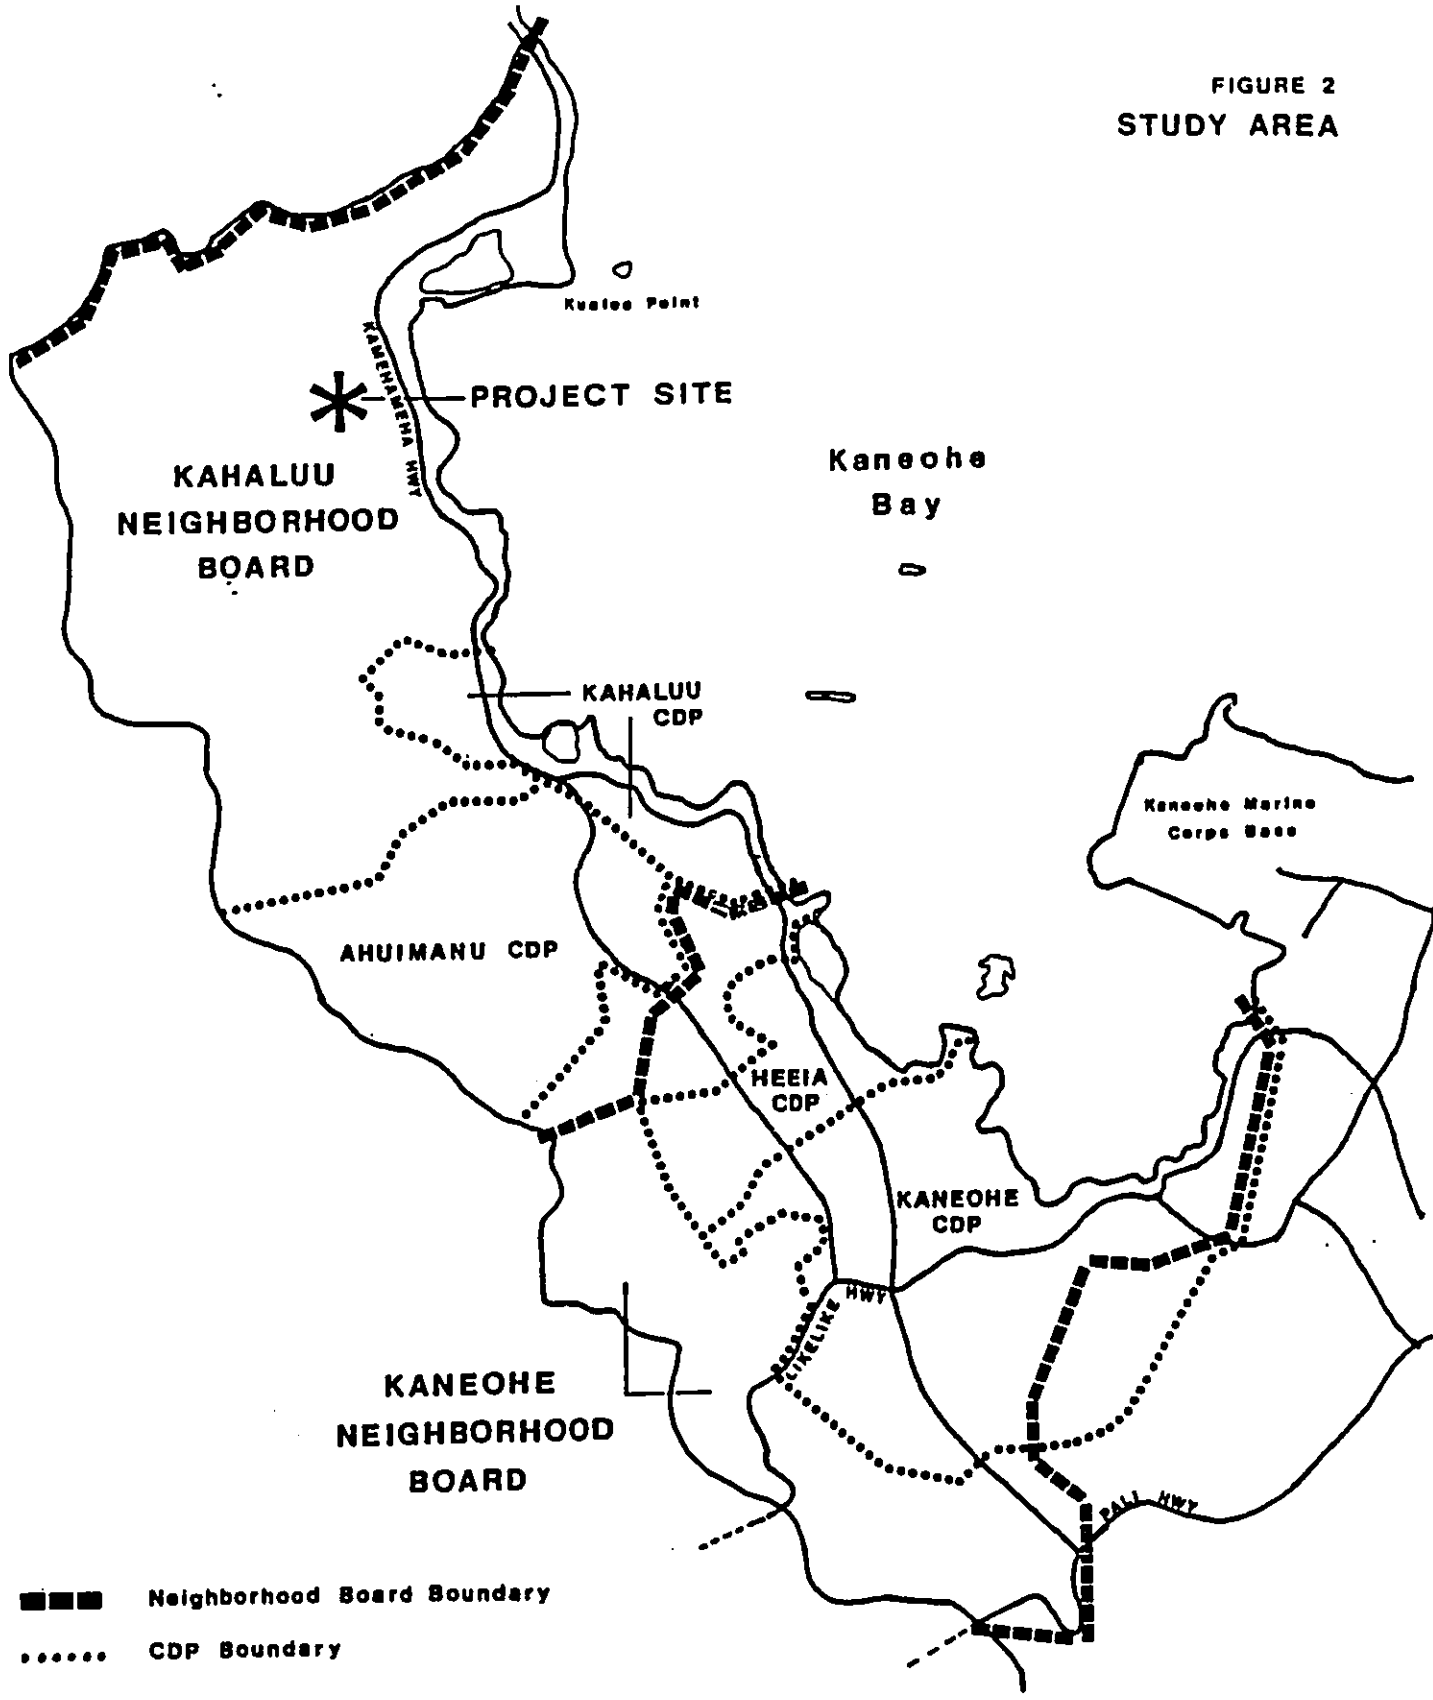 FIGURE 2
STUDY AREA
Kualoa Point
KAMEHAMEHA HWY
PROJECT SITE
KAHALUU
NEIGHBORHOOD
BOARD
Kaneohe
Bay
KAHALUU
CDP
Kaneohe Marine
Corps Base
AHUIMANU CDP
HEEIA
CDP
KANEOHE
CDP
LIKELIKE HWY
KANEOHE
NEIGHBORHOOD
BOARD
PALI HWY
Neighborhood Board Boundary
CDP Boundary